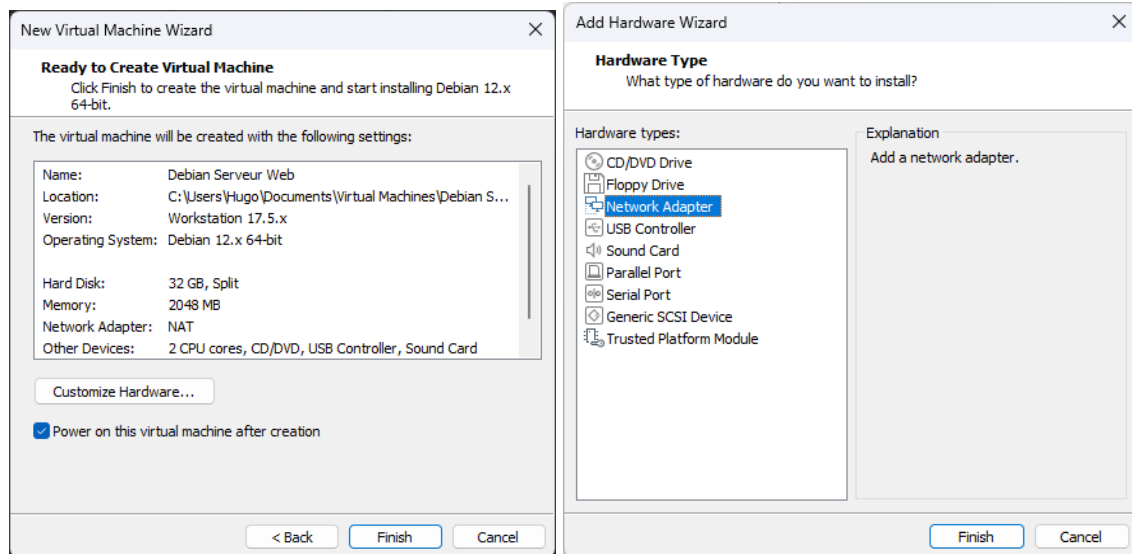 New Virtual Machine Wizard
Ready to Create Virtual Machine
Click Finish to create the virtual machine and start installing Debian 12.x
64-bit.
The virtual machine will be created with the following settings:
Name: Debian Serveur Web
Location: C:\Users\Hugo\Documents\Virtual Machines\Debian S...
Version: Workstation 17.5.x
Operating System: Debian 12.x 64-bit
Hard Disk: 32 GB, Split
Memory: 2048 MB
Network Adapter: NAT
Other Devices: 2 CPU cores, CD/DVD, USB Controller, Sound Card
Customize Hardware...
Power on this virtual machine after creation
< Back Finish Cancel
Add Hardware Wizard
Hardware Type
What type of hardware do you want to install?
Hardware types:
CD/DVD Drive
Floppy Drive
Network Adapter
USB Controller
Sound Card
Parallel Port
Serial Port
Generic SCSI Device
Trusted Platform Module
Explanation
Add a network adapter.
Finish Cancel